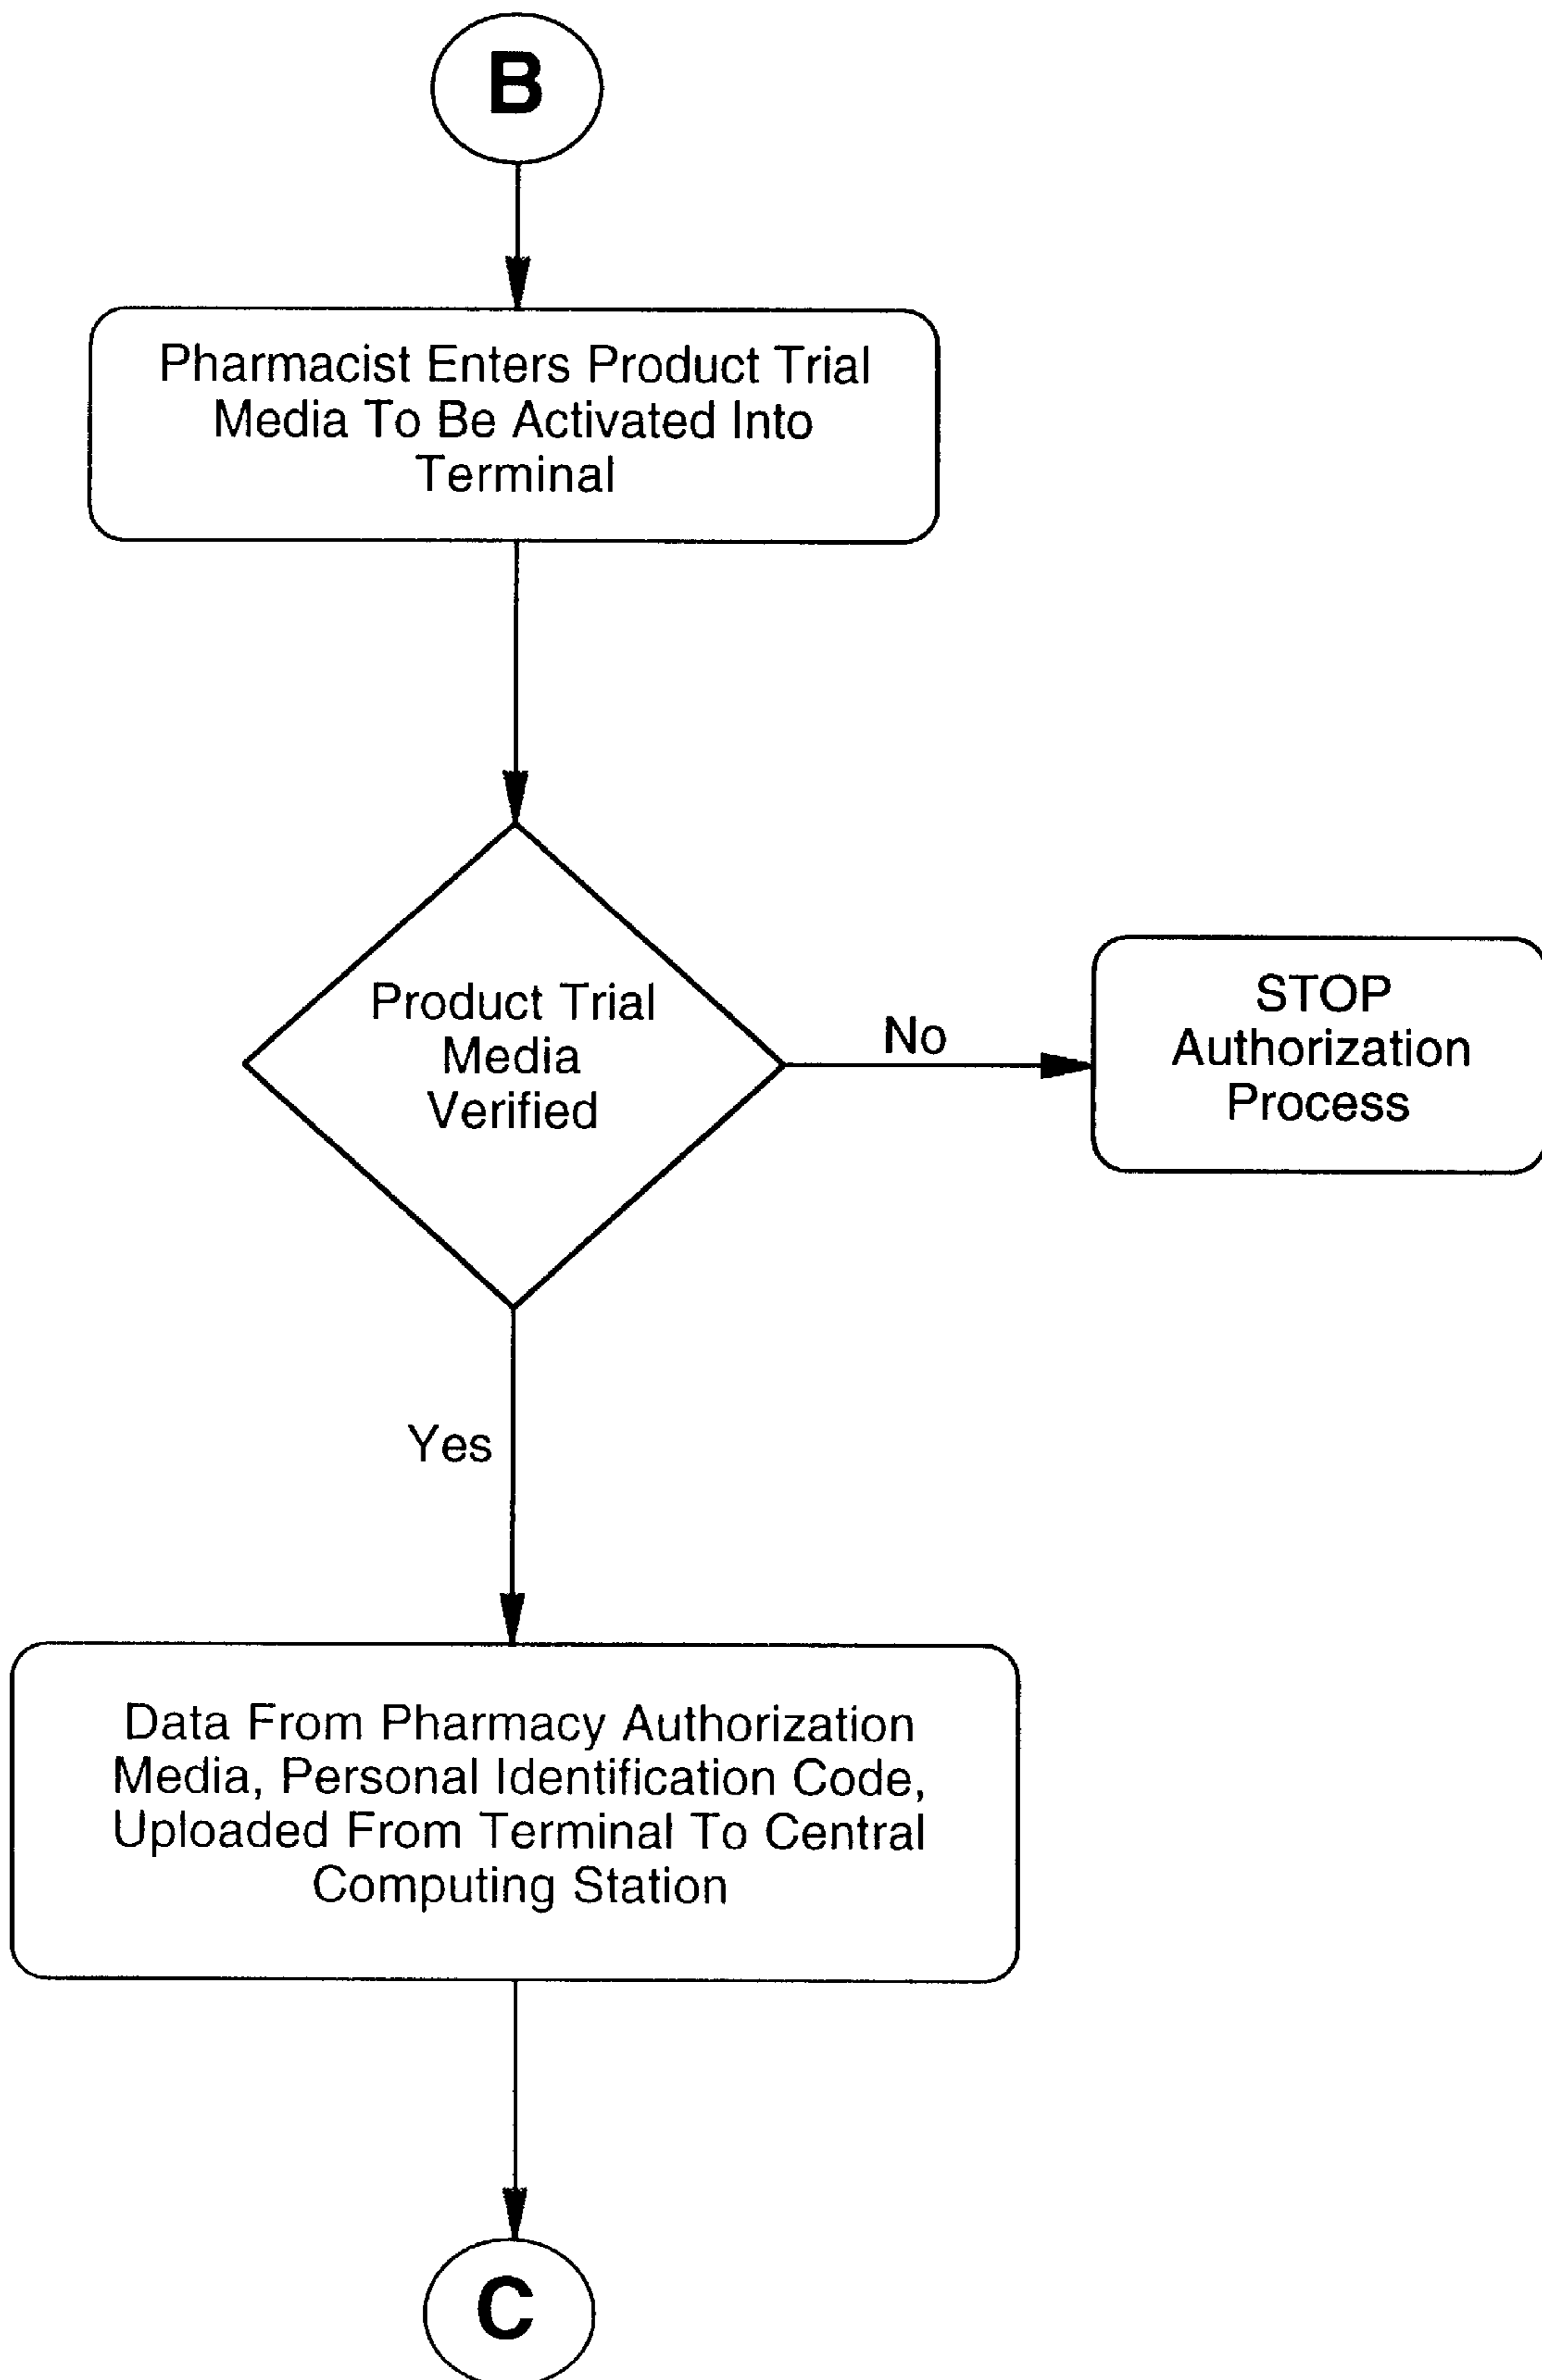 B
Pharmacist Enters Product Trial
Media To Be Activated Into
Terminal
Product Trial
Media
Verified
No
STOP
Authorization
Process
Yes
Data From Pharmacy Authorization
Media, Personal Identification Code,
Uploaded From Terminal To Central
Computing Station
C